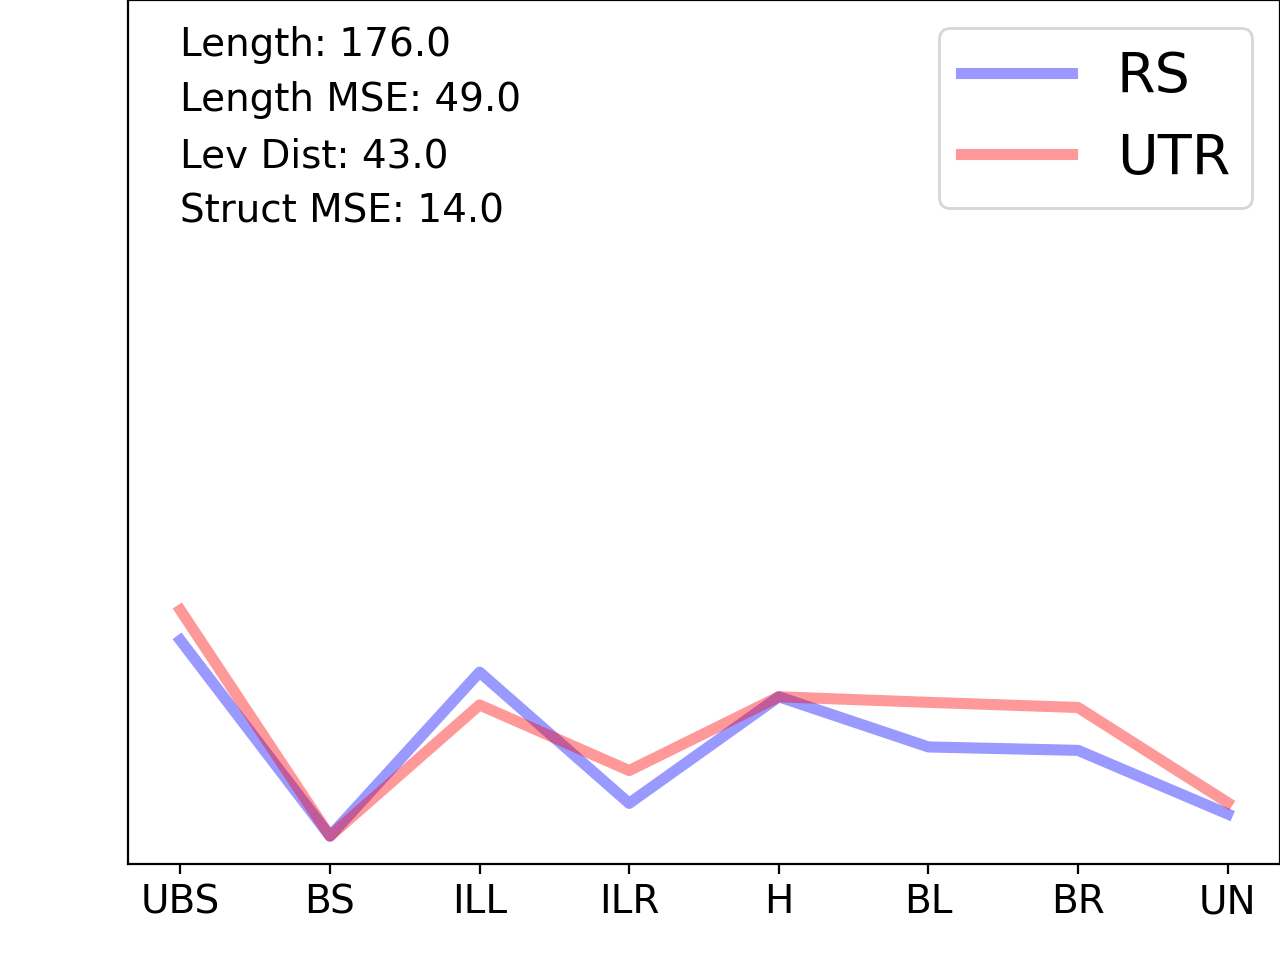 Length: 176.0
Length MSE: 49.0
Lev Dist: 43.0
Struct MSE: 14.0
RS
UTR
UBS BS ILL ILR H BL BR UN